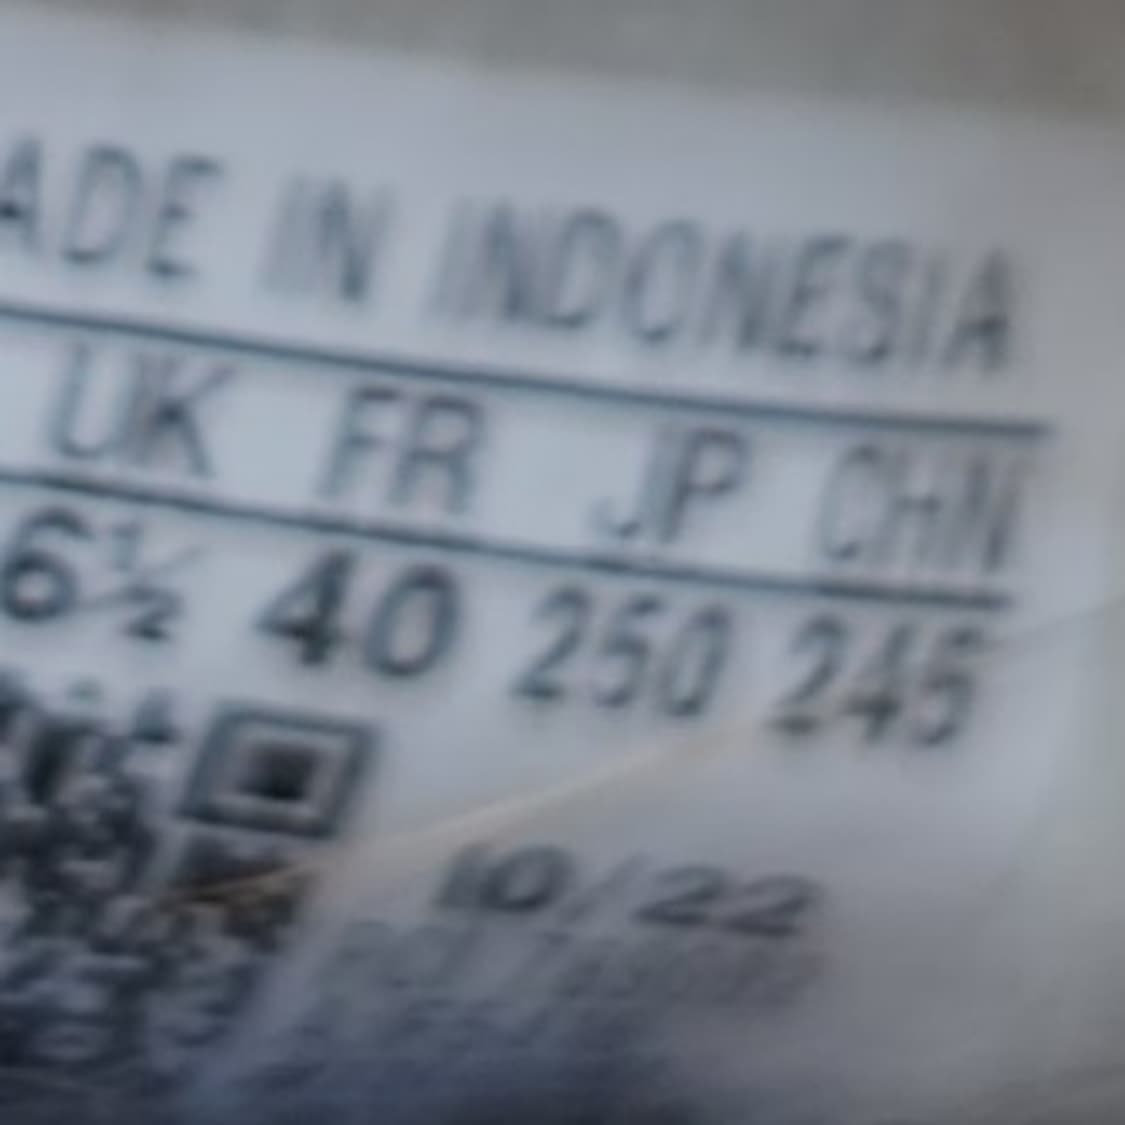 ADE IN INDONESIA
UK FR JP CHN
6½ 40 250 245
10/22